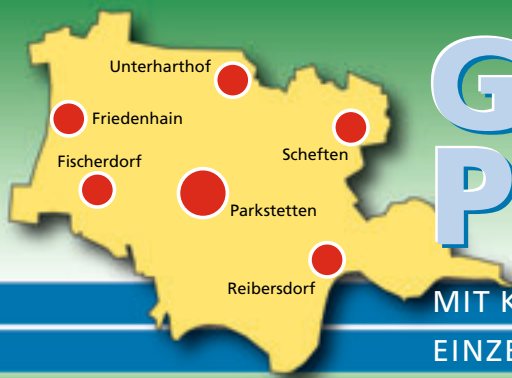 Unterharthof
Friedenhain
Scheften
Fischerdorf
Parkstetten
Reibersdorf
G
P
MIT K
EINZE